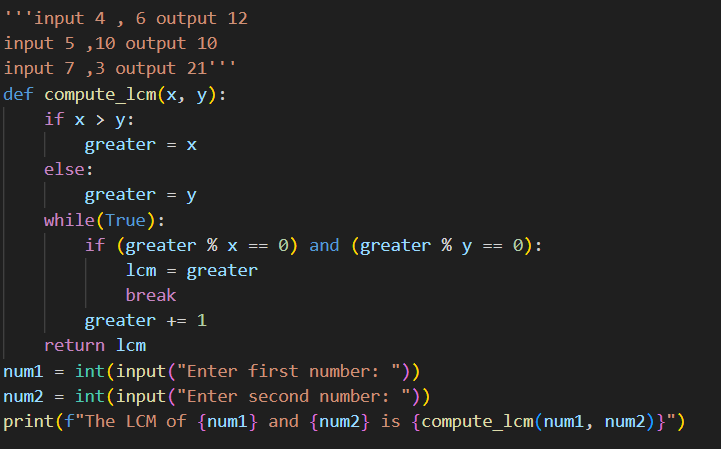 '''input 4 , 6 output 12
input 5 ,10 output 10
input 7 ,3 output 21'''
def compute_lcm(x, y):
    if x > y:
        greater = x
    else:
        greater = y
    while(True):
        if (greater % x == 0) and (greater % y == 0):
            lcm = greater
            break
        greater += 1
    return lcm
num1 = int(input("Enter first number: "))
num2 = int(input("Enter second number: "))
print(f"The LCM of {num1} and {num2} is {compute_lcm(num1, num2)}")